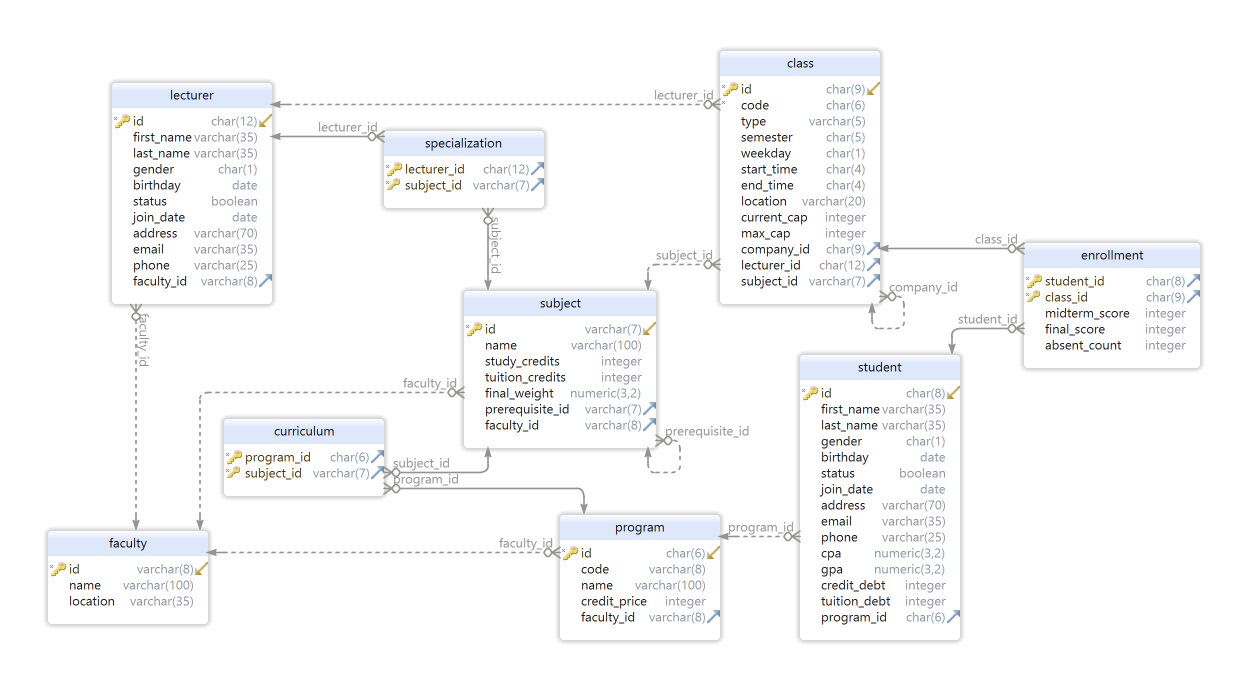 class
id char(9)
code char(6)
type varchar(5)
semester char(5)
weekday char(1)
start_time char(4)
end_time char(4)
location varchar(20)
current_cap integer
max_cap integer
company_id char(9)
lecturer_id char(12)
subject_id varchar(7)
lecturer
id char(12)
first_name varchar(35)
last_name varchar(35)
gender char(1)
birthday date
status boolean
join_date date
address varchar(70)
email varchar(35)
phone varchar(25)
faculty_id varchar(8)
lecturer_id
lecturer_id
specialization
lecturer_id char(12)
subject_id varchar(7)
subject_id
subject_id
company_id
class_id
enrollment
student_id char(8)
class_id char(9)
midterm_score integer
final_score integer
absent_count integer
student_id
subject
id varchar(7)
name varchar(100)
study_credits integer
tuition_credits integer
final_weight numeric(3,2)
prerequisite_id varchar(7)
faculty_id varchar(8)
prerequisite_id
faculty_id
faculty_id
student
id char(8)
first_name varchar(35)
last_name varchar(35)
gender char(1)
birthday date
status boolean
join_date date
address varchar(70)
email varchar(35)
phone varchar(25)
cpa numeric(3,2)
gpa numeric(3,2)
credit_debt integer
tuition_debt integer
program_id char(6)
curriculum
program_id char(6)
subject_id varchar(7)
subject_id
program_id
faculty
id varchar(8)
name varchar(100)
location varchar(35)
faculty_id
program
id char(6)
code varchar(8)
name varchar(100)
credit_price integer
faculty_id varchar(8)
program_id